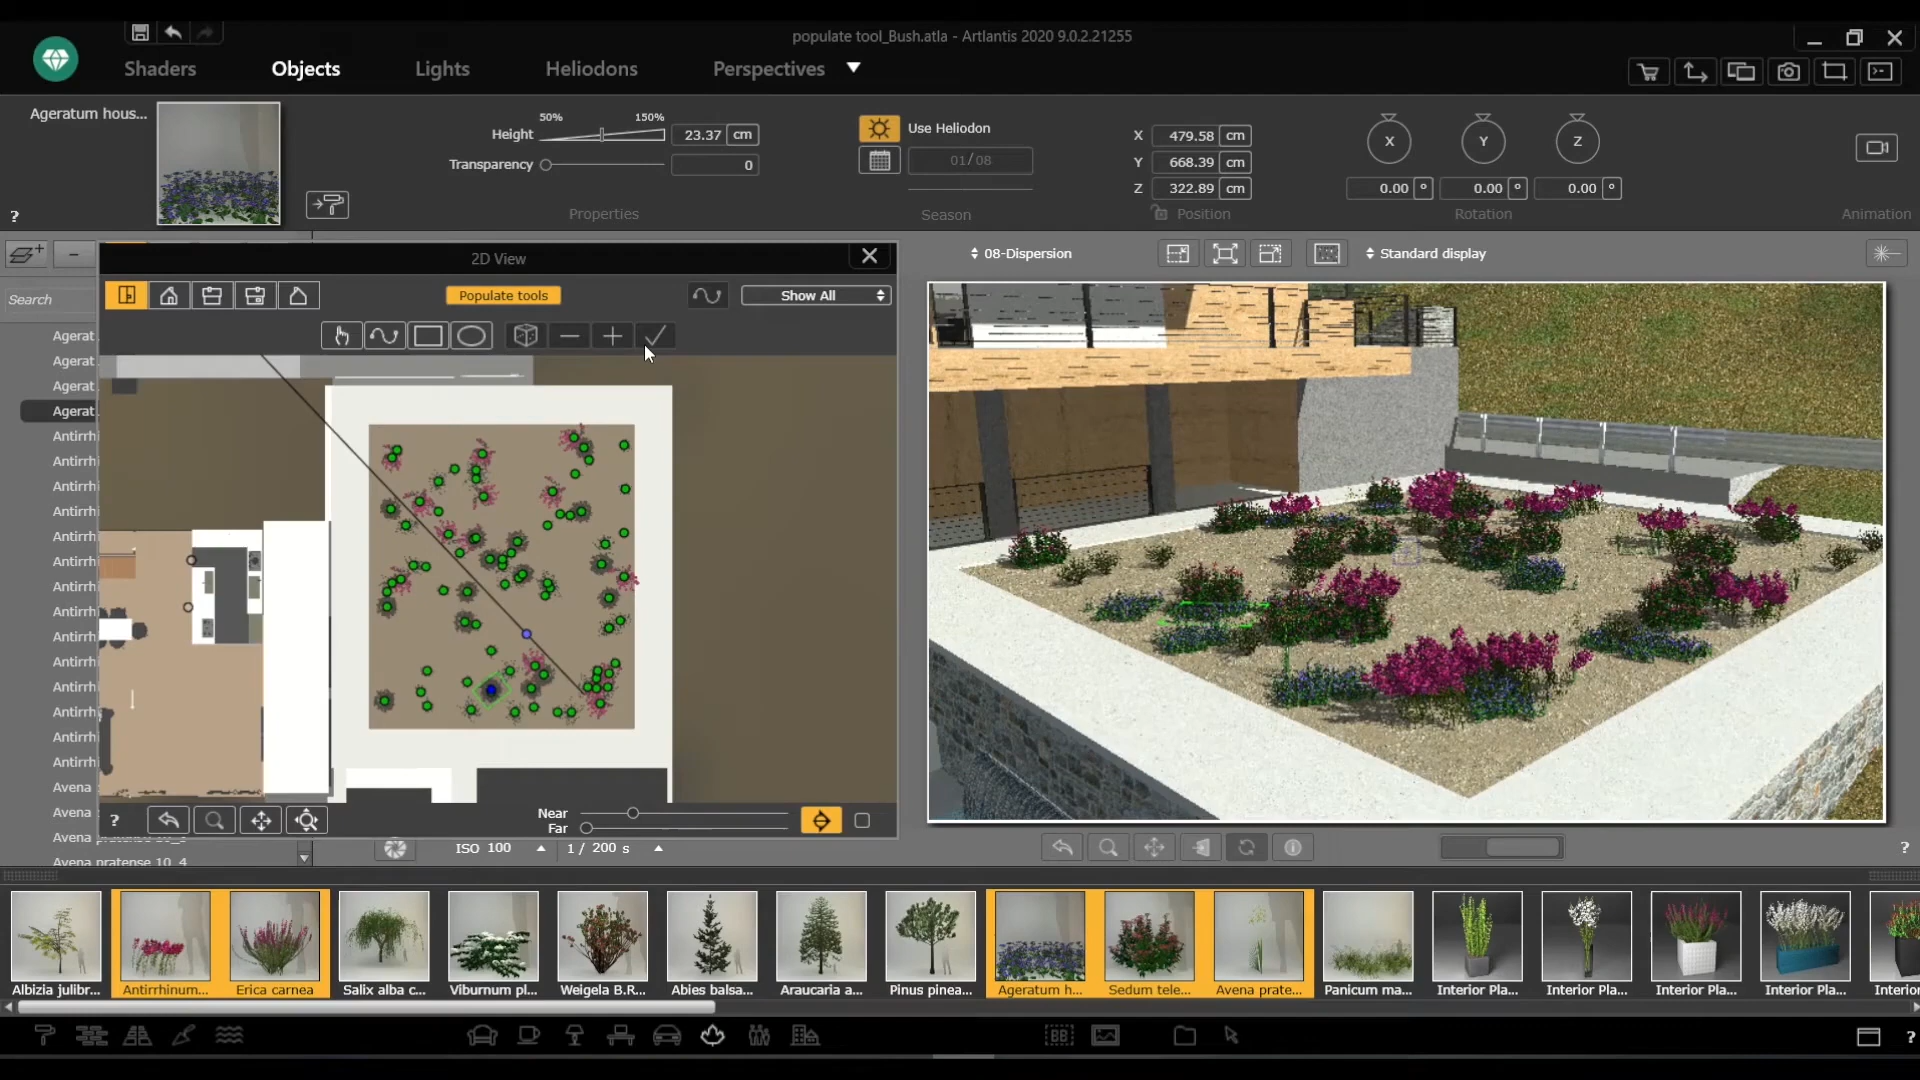 populate tool_Bush.atla - Artlantis 2020 9.0.2.21255
Shaders Objects Lights Heliodons Perspectives
Ageratum hous...
50% 150%
Height 23.37 cm
Transparency 0
Properties
Use Heliodon
01/08
Season
X 479.58 cm
Y 668.39 cm
Z 322.89 cm
Position
X Y Z
0.00 ° 0.00 ° 0.00 °
Rotation
Animation
?
2D View
08-Dispersion
Standard display
Search
Populate tools
Show All
Agerat
Agerat
Agerat
Agerat
Antirrh
Antirrh
Antirrh
Antirrh
Antirrh
Antirrh
Antirrh
Antirrh
Antirrh
Antirrh
Antirrh
Antirrh
Antirrh
Antirrh
Avena
Avena
Avena pratense 10_3
Avena pratense 10_4
?
Near
Far
ISO 100
1 / 200 s
?
Albizia julibr...
Antirrhinum...
Erica carnea
Salix alba c...
Viburnum pl...
Weigela B.R...
Abies balsa...
Araucaria a...
Pinus pinea...
Ageratum h...
Sedum tele...
Avena prate...
Panicum ma...
Interior Pla...
Interior Pla...
Interior Pla...
Interior Pla...
Interior
BB
?